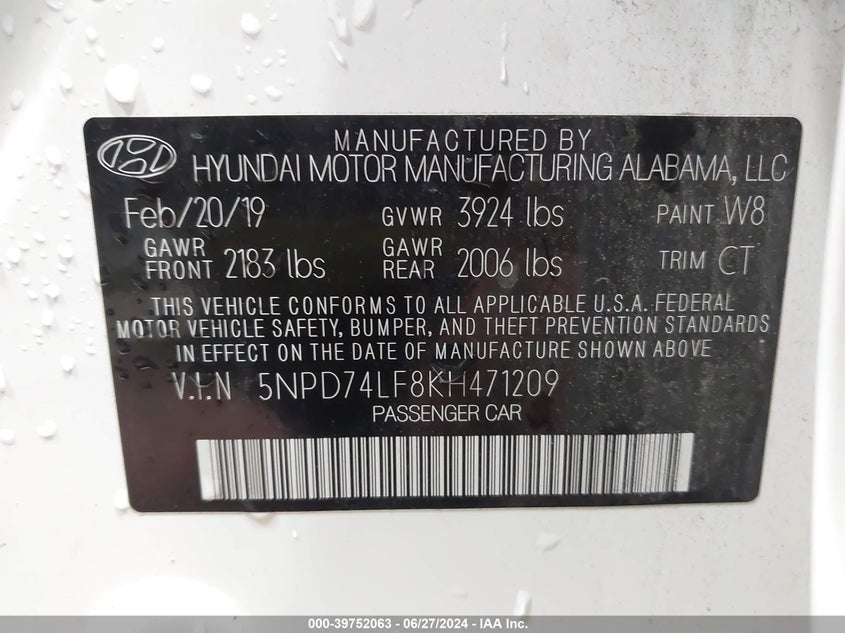 MANUFACTURED BY
HYUNDAI MOTOR MANUFACTURING ALABAMA, LLC
Feb/20/19 GVWR 3924 lbs PAINT W8
GAWR FRONT 2183 lbs GAWR REAR 2006 lbs TRIM CT
THIS VEHICLE CONFORMS TO ALL APPLICABLE U.S.A. FEDERAL
MOTOR VEHICLE SAFETY, BUMPER, AND THEFT PREVENTION STANDARDS
IN EFFECT ON THE DATE OF MANUFACTURE SHOWN ABOVE
V.I.N 5NPD74LF8KH471209
PASSENGER CAR
000-39752063 - 06/27/2024 - IAA Inc.